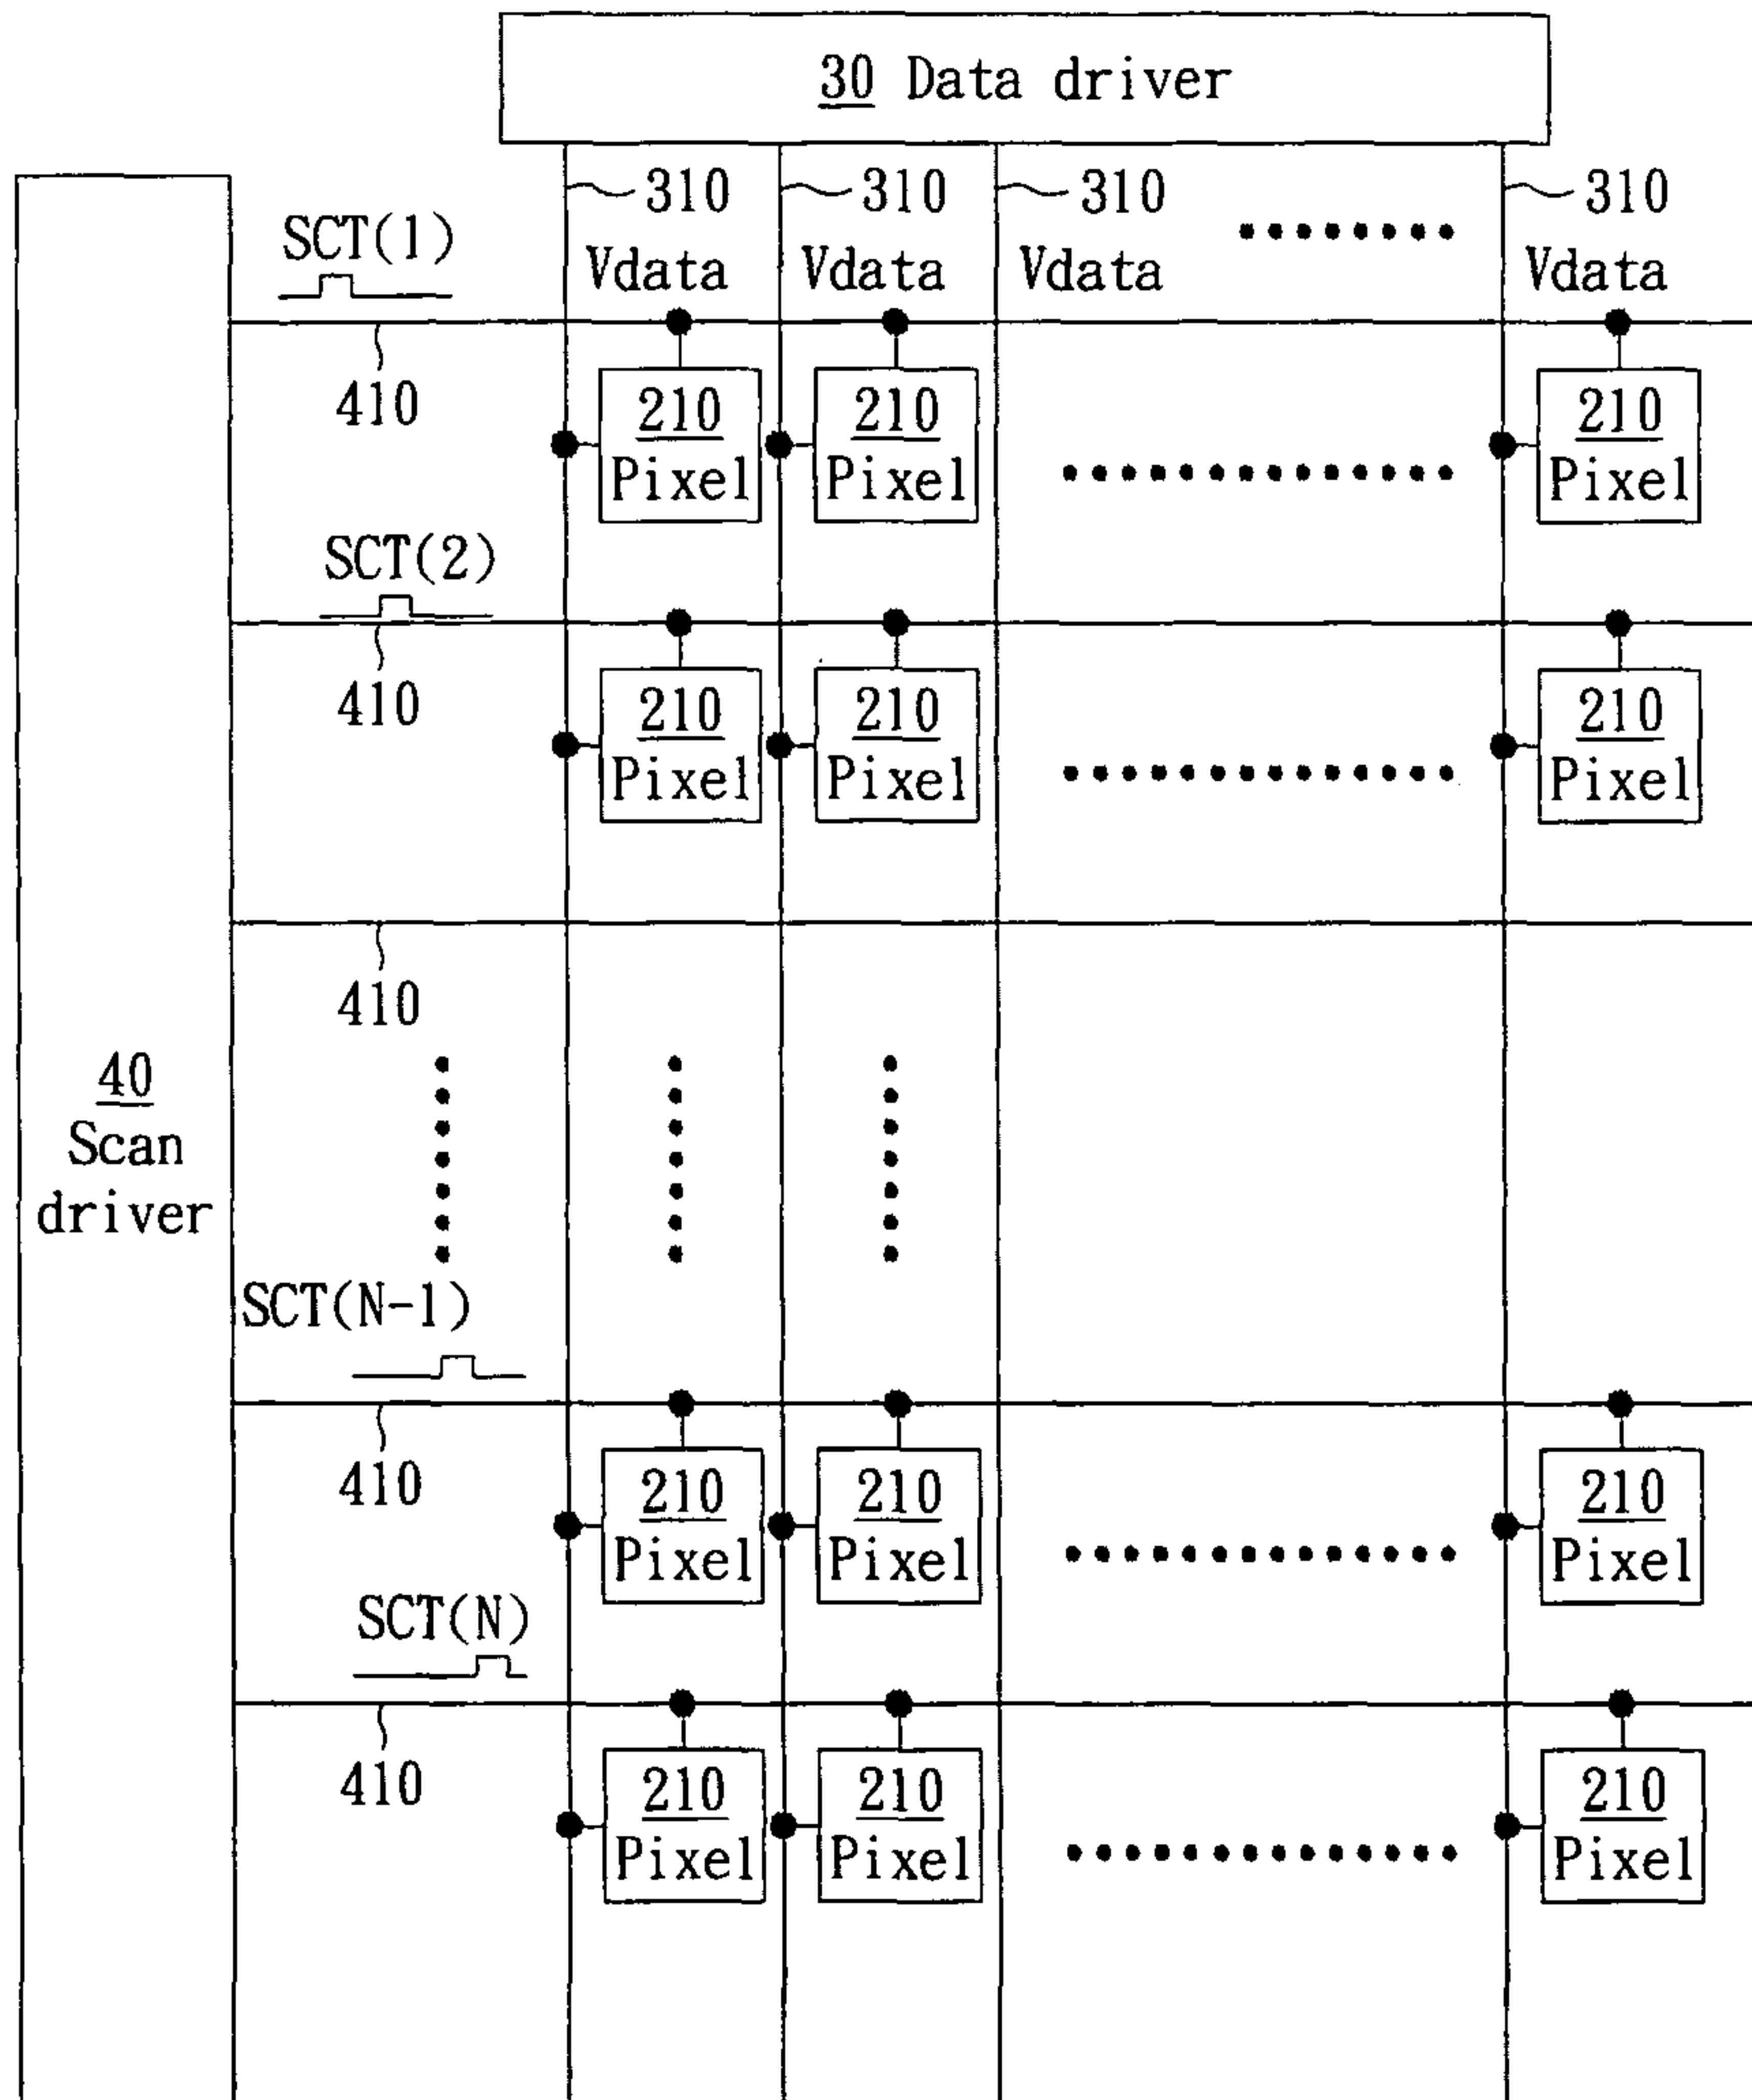 30 Data driver
310 310 310 310
SCT(1)
Vdata Vdata Vdata Vdata
410
210 210 210
Pixel Pixel Pixel
SCT(2)
410
210 210 210
Pixel Pixel Pixel
410
40
Scan
driver
SCT(N-1)
410
210 210 210
Pixel Pixel Pixel
SCT(N)
410
210 210 210
Pixel Pixel Pixel